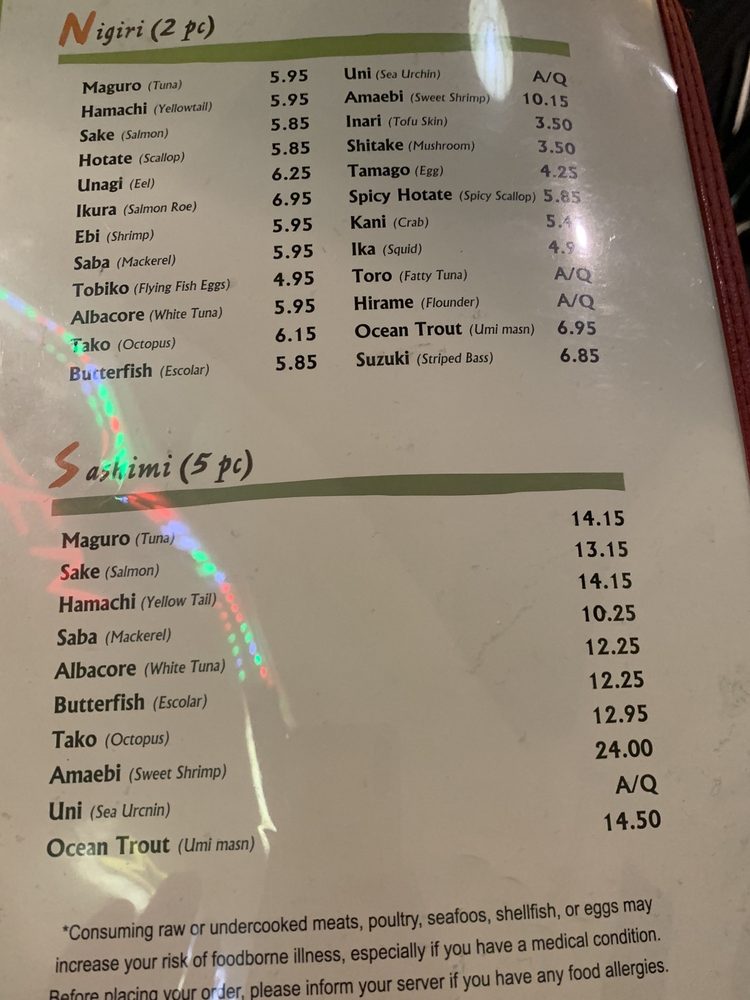 Nigiri (2 pc)
Maguro (Tuna) 5.95
Hamachi (Yellowtail) 5.95
Sake (Salmon) 5.85
Hotate (Scallop) 5.85
Unagi (Eel) 6.25
Ikura (Salmon Roe) 6.95
Ebi (Shrimp) 5.95
Saba (Mackerel) 5.95
Tobiko (Flying Fish Eggs) 4.95
Albacore (White Tuna) 5.95
Tako (Octopus) 6.15
Butterfish (Escolar) 5.85
Uni (Sea Urchin) A/Q
Amaebi (Sweet Shrimp) 10.15
Inari (Tofu Skin) 3.50
Shitake (Mushroom) 3.50
Tamago (Egg) 4.25
Spicy Hotate (Spicy Scallop) 5.85
Kani (Crab)
Ika (Squid)
Toro (Fatty Tuna) A/Q
Hirame (Flounder) A/Q
Ocean Trout (Umi masn) 6.95
Suzuki (Striped Bass) 6.85
Sashimi (5 pc)
Maguro (Tuna) 14.15
Sake (Salmon) 13.15
Hamachi (Yellow Tail) 14.15
Saba (Mackerel) 10.25
Albacore (White Tuna) 12.25
Butterfish (Escolar) 12.25
Tako (Octopus) 12.95
Amaebi (Sweet Shrimp) 24.00
Uni (Sea Urcnin) A/Q
Ocean Trout (Umi masn) 14.50
*Consuming raw or undercooked meats, poultry, seafoos, shellfish, or eggs may
increase your risk of foodborne illness, especially if you have a medical condition.
Before placing your order, please inform your server if you have any food allergies.